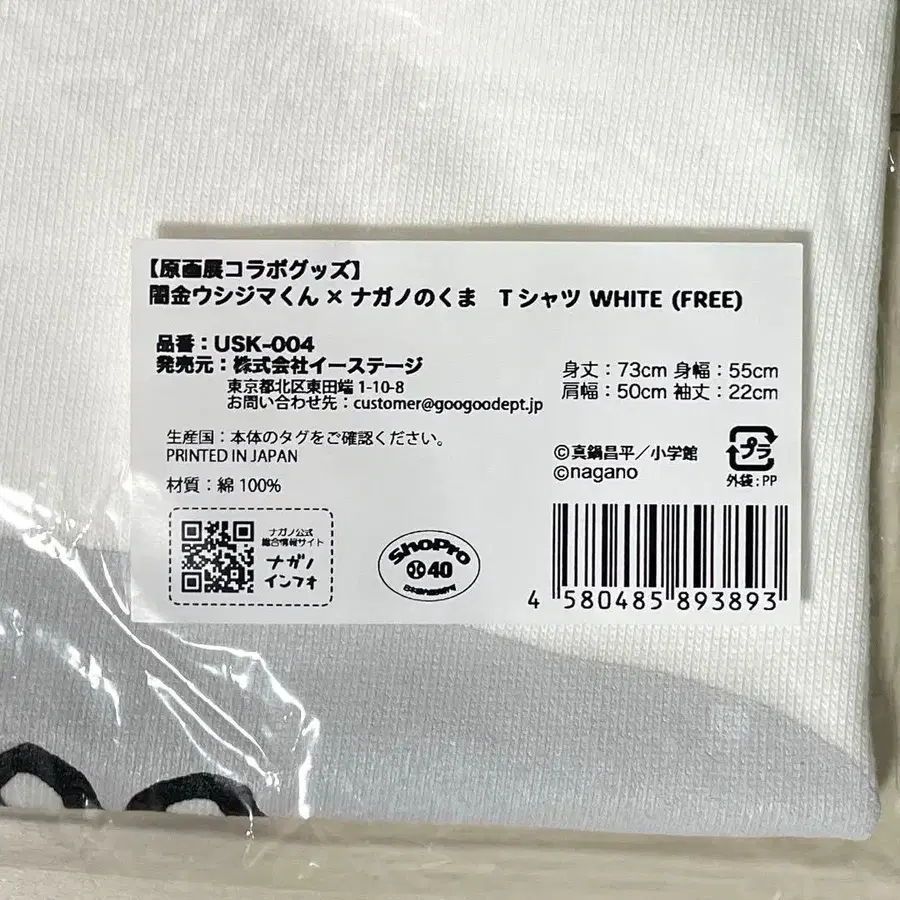 【原画展コラボグッズ】
闇金ウシジマくん × ナガノのくま　Tシャツ WHITE (FREE)
品番：USK-004
発売元：株式会社イーステージ
東京都北区東田端 1-10-8
お問い合わせ先：customer@googoodept.jp
身丈：73cm 身幅：55cm
肩幅：50cm 袖丈：22cm
生産国：本体のタグをご確認ください。
PRINTED IN JAPAN
材質：綿 100%
©真鍋昌平／小学館
©nagano
プラ
外袋：PP
ナガノ公式
総合情報サイト
ナガノ
インフォ
ShoPro
40
4 580485 893893